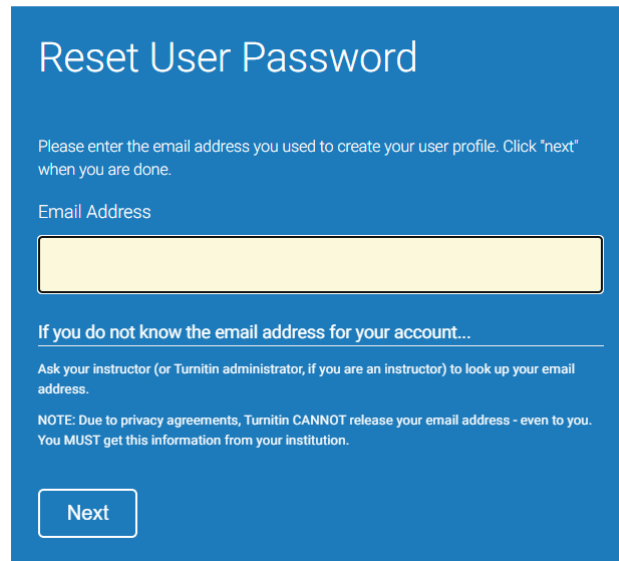 Reset User Password
Please enter the email address you used to create your user profile. Click "next"
when you are done.
Email Address
If you do not know the email address for your account...
Ask your instructor (or Turnitin administrator, if you are an instructor) to look up your email
address.
NOTE: Due to privacy agreements, Turnitin CANNOT release your email address - even to you.
You MUST get this information from your institution.
Next